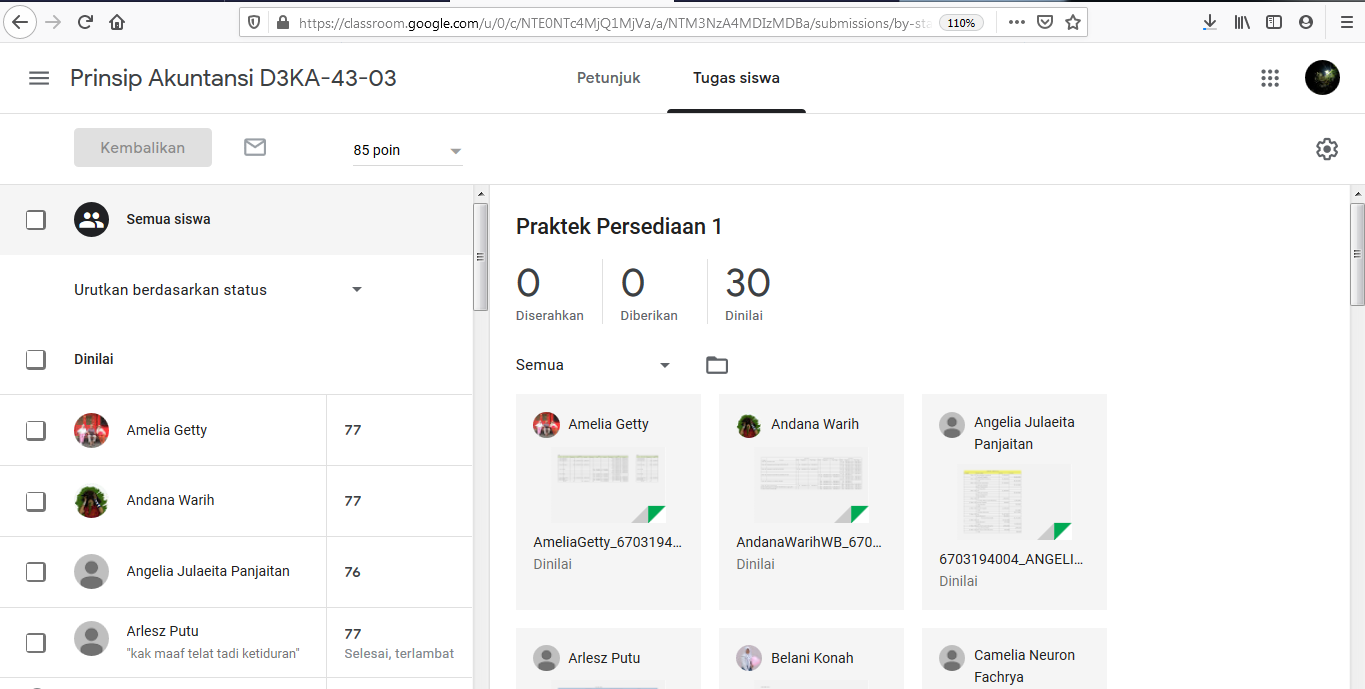 https://classroom.google.com/u/0/c/NTE0NTc4MjQ1MjVa/a/NTM3NzA4MDIzMDBa/submissions/by-sta
110%
Prinsip Akuntansi D3KA-43-03
Petunjuk
Tugas siswa
Kembalikan
85 poin
Semua siswa
Urutkan berdasarkan status
Dinilai
Amelia Getty
77
Andana Warih
77
Angelia Julaeita Panjaitan
76
Arlesz Putu
"kak maaf telat tadi ketiduran"
77
Selesai, terlambat
Praktek Persediaan 1
0
Diserahkan
0
Diberikan
30
Dinilai
Semua
Amelia Getty
AmeliaGetty_6703194...
Dinilai
Andana Warih
AndanaWarihWB_670...
Dinilai
Angelia Julaeita
Panjaitan
6703194004_ANGELI...
Dinilai
Arlesz Putu
Belani Konah
Camelia Neuron
Fachrya